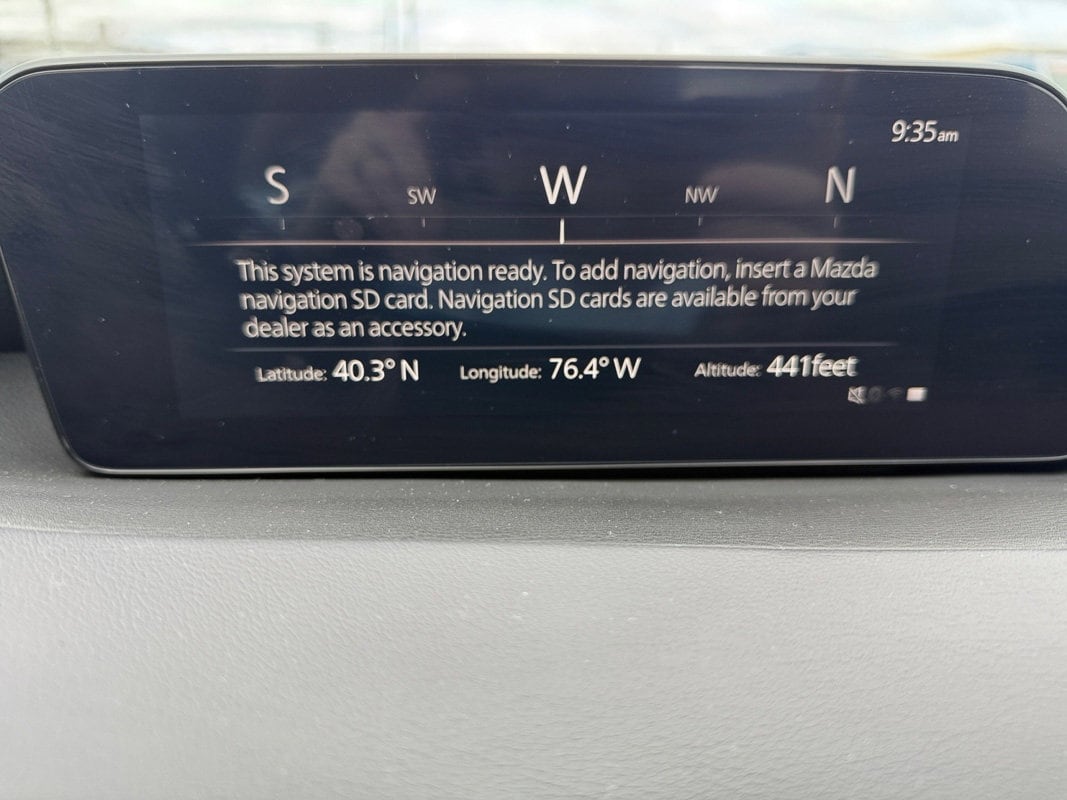 9:35am
S SW W NW N
This system is navigation ready. To add navigation, insert a Mazda
navigation SD card. Navigation SD cards are available from your
dealer as an accessory.
Latitude: 40.3° N Longitude: 76.4° W Altitude: 441feet